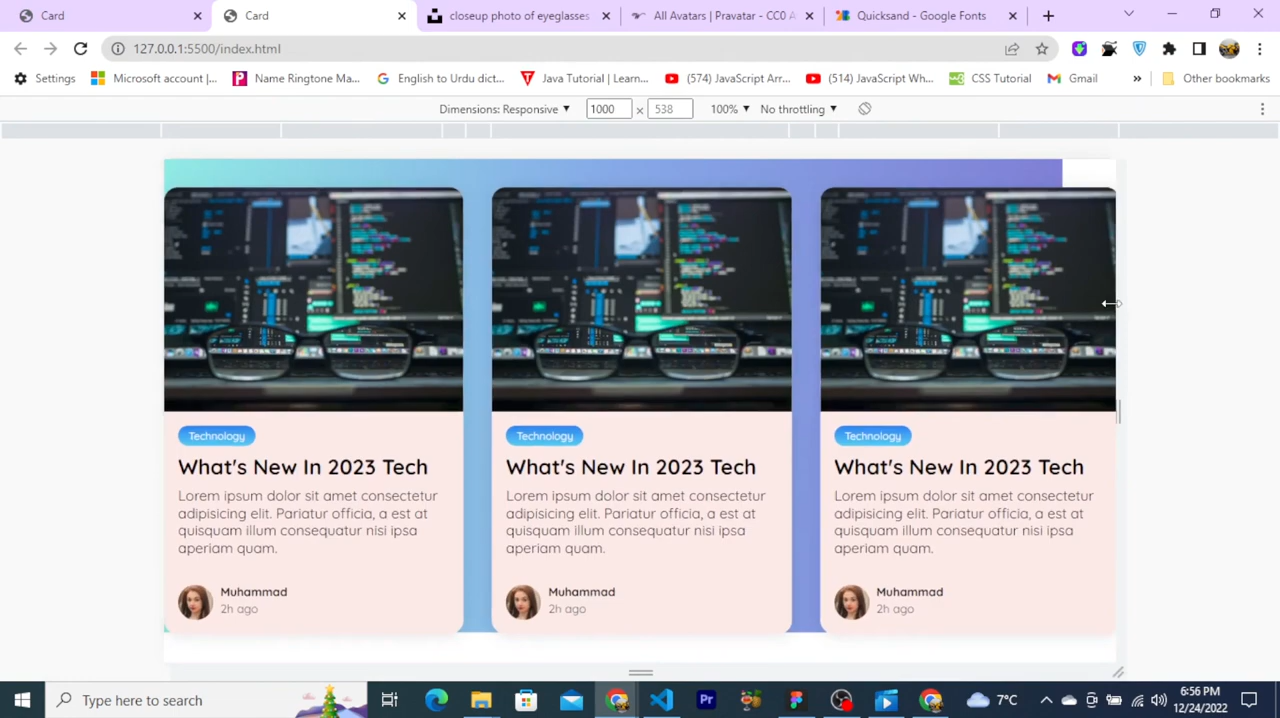 Card
Card
closeup photo of eyeglasses
All Avatars | Pravatar - CC0 A
Quicksand - Google Fonts
127.0.0.1:5500/index.html
Settings
Microsoft account |...
Name Ringtone Ma...
English to Urdu dict...
Java Tutorial | Learn...
(574) JavaScript Arr...
(514) JavaScript Wh...
CSS Tutorial
Gmail
»
Other bookmarks
Dimensions: Responsive
1000 × 538
100%
No throttling
Technology
What's New In 2023 Tech
Lorem ipsum dolor sit amet consectetur
adipisicing elit. Pariatur officia, a est at
quisquam illum consequatur nisi ipsa
aperiam quam.
Muhammad
2h ago
Technology
What's New In 2023 Tech
Lorem ipsum dolor sit amet consectetur
adipisicing elit. Pariatur officia, a est at
quisquam illum consequatur nisi ipsa
aperiam quam.
Muhammad
2h ago
Technology
What's New In 2023 Tech
Lorem ipsum dolor sit amet consectetur
adipisicing elit. Pariatur officia, a est at
quisquam illum consequatur nisi ipsa
aperiam quam.
Muhammad
2h ago
Type here to search
Pr
7°C
6:56 PM
12/24/2022